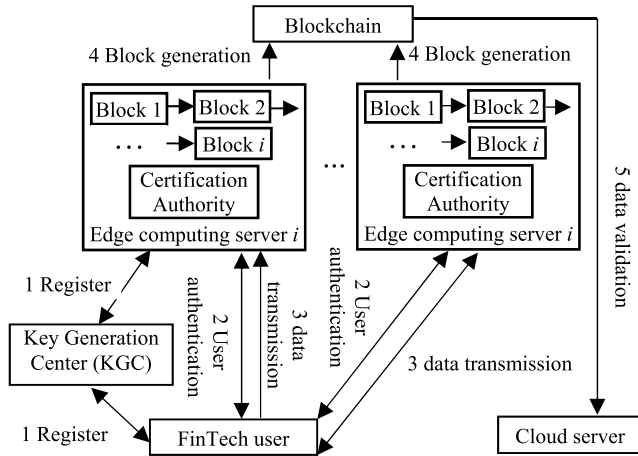 Blockchain
4 Block generation
4 Block generation
Block 1
Block 2
. . .
Block i
Certification
Authority
Edge computing server i
...
Block 1
Block 2
. . .
Block i
Certification
Authority
Edge computing server i
5 data validation
1 Register
2 User
authentication
3 data
transmission
2 User
authentication
Key Generation
Center (KGC)
3 data transmission
1 Register
FinTech user
Cloud server